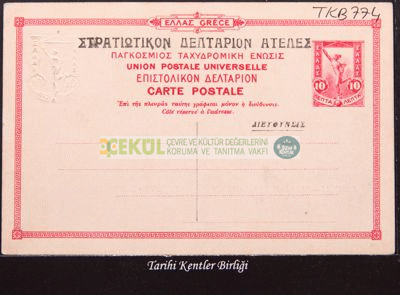 TKB774
ΕΛΛΑΣ GRÈCE
ΣΤΡΑΤΙΩΤΙΚΟΝ ΔΕΛΤΑΡΙΟΝ ΑΤΕΛΕΣ
ΠΑΓΚΟΣΜΙΟΣ ΤΑΧΥΔΡΟΜΙΚΗ ΕΝΩΣΙΣ
UNION POSTALE UNIVERSELLE
ΕΠΙΣΤΟΛΙΚΟΝ ΔΕΛΤΑΡΙΟΝ
CARTE POSTALE
Ἐπὶ τῆς πλευρᾶς ταύτης γράφεται μόνον ἡ διεύθυνσις.
Côté réservé à l'adresse.
ΕΛΛΑΣ
10 10
ΛΕΠΤΑ ΛΕΠΤΑ
ΔΙΕΥΘΥΝΣΙΣ
ÇEKÜL ÇEVRE VE KÜLTÜR DEĞERLERİNİ
KORUMA VE TANITMA VAKFI
Tarihi Kentler Birliği